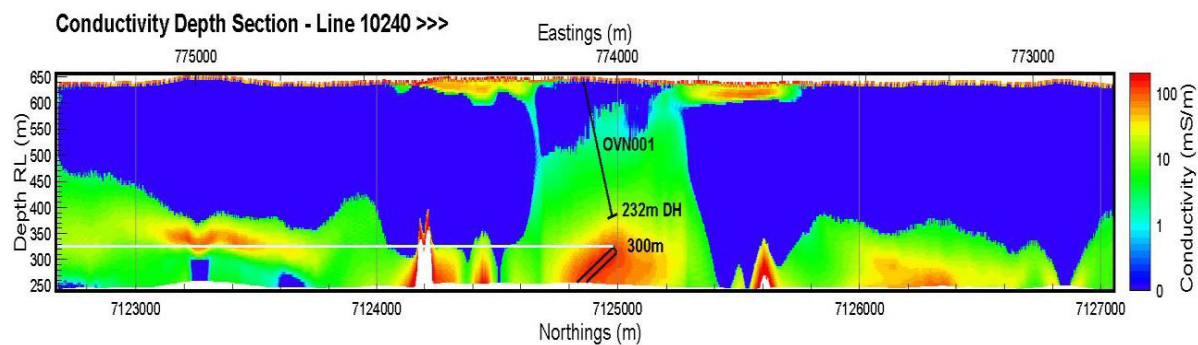 Conductivity Depth Section - Line 10240 >>>
Eastings (m)
775000 774000 773000
650
600
550
500
450
400
350
300
250
Depth RL (m)
OVN001
232m DH
300m
100
10
1
0
Conductivity (mS/m)
7123000 7124000 7125000 7126000 7127000
Northings (m)